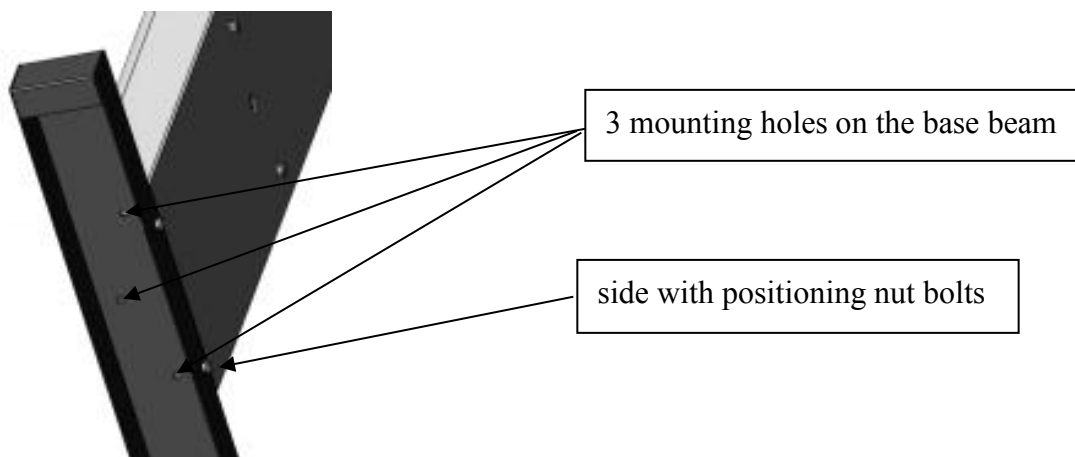 3 mounting holes on the base beam
side with positioning nut bolts